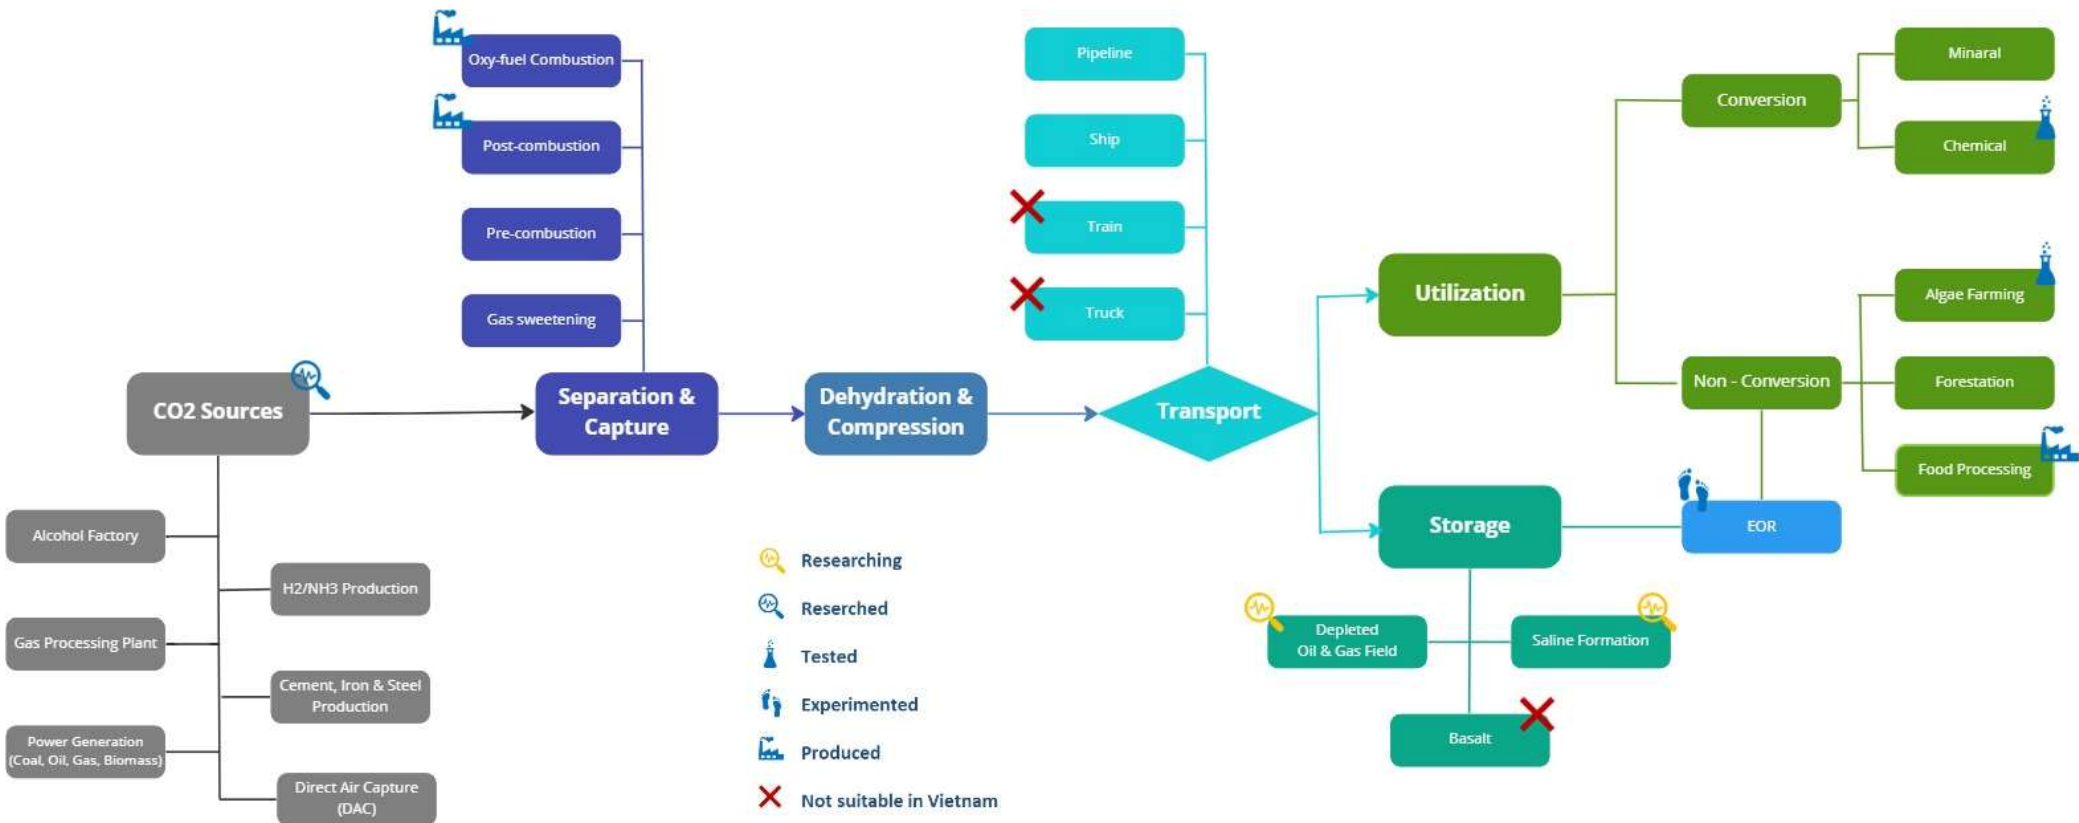 Oxy-fuel Combustion
Post-combustion
Pre-combustion
Gas sweetening
Pipeline
Ship
Train
Truck
Conversion
Minaral
Chemical
Utilization
Non - Conversion
Algae Farming
Forestation
Food Processing
CO2 Sources
Separation &
Capture
Dehydration &
Compression
Transport
Storage
EOR
Alcohol Factory
H2/NH3 Production
Gas Processing Plant
Cement, Iron & Steel
Production
Power Generation
(Coal, Oil, Gas, Biomass)
Direct Air Capture
(DAC)
Researching
Reserched
Tested
Experimented
Produced
Not suitable in Vietnam
Depleted
Oil & Gas Field
Saline Formation
Basalt